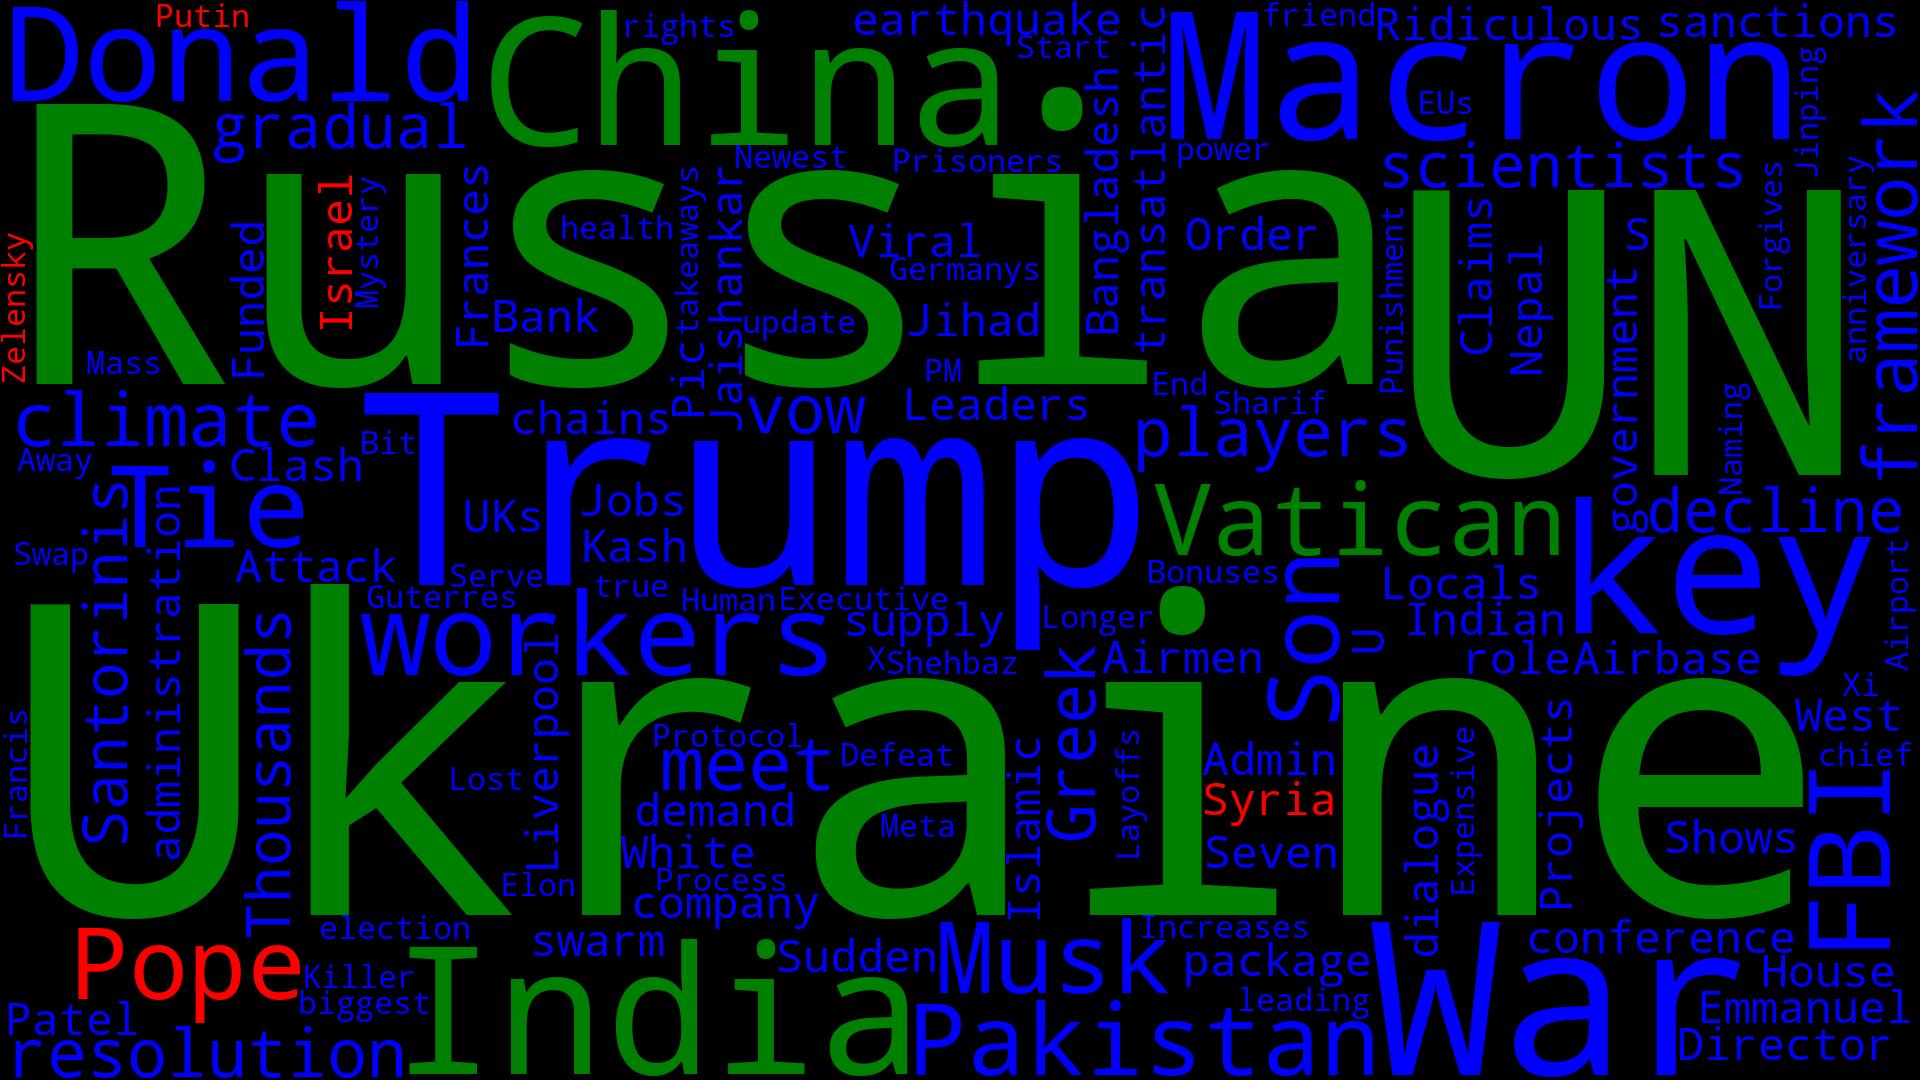 Putin
Donald
China
rights
earthquake
Start
Macron
friend
Ridiculous
sanctions
gradual
Russia
UN
EUs
Jinping
framework
Newest
Prisoners
Bangladesh
transatlantic
power
scientists
Zelensky
Mass
Funded
Israel
Mystery
Frances
health
Bank
Pictakeaways
Jaishankar
update
Viral
Germanys
Jihad
PM
Order
End
Sharif
Punishment
Claims
Nepal
S
government
Forgives
anniversary
Naming
climate
Away
Clash
Bit
Trump
chains
vow
Leaders
players
Tie
Santorinis
administration
Swap
Attack
UKs
Jobs
Kash
Serve
true
Vatican
key
decline
Guterres
Human
Executive
Bonuses
Locals
Airport
Ukraine
workers
supply
Longer
Son
U
Indian
X
Shehbaz
Greek
Airmen
role
Airbase
Thousands
Liverpool
Francis
Xi
West
chief
Protocol
meet
Defeat
Lost
demand
Meta
Islamic
Layoffs
Admin
Syria
Seven
dialogue
Expensive
Projects
Shows
FBI
White
Process
Elon
company
Pope
election
swarm
Sudden
Musk
Increases
package
War
conference
House
Killer
biggest
India
leading
Emmanuel
Patel
resolution
Pakistan
Director